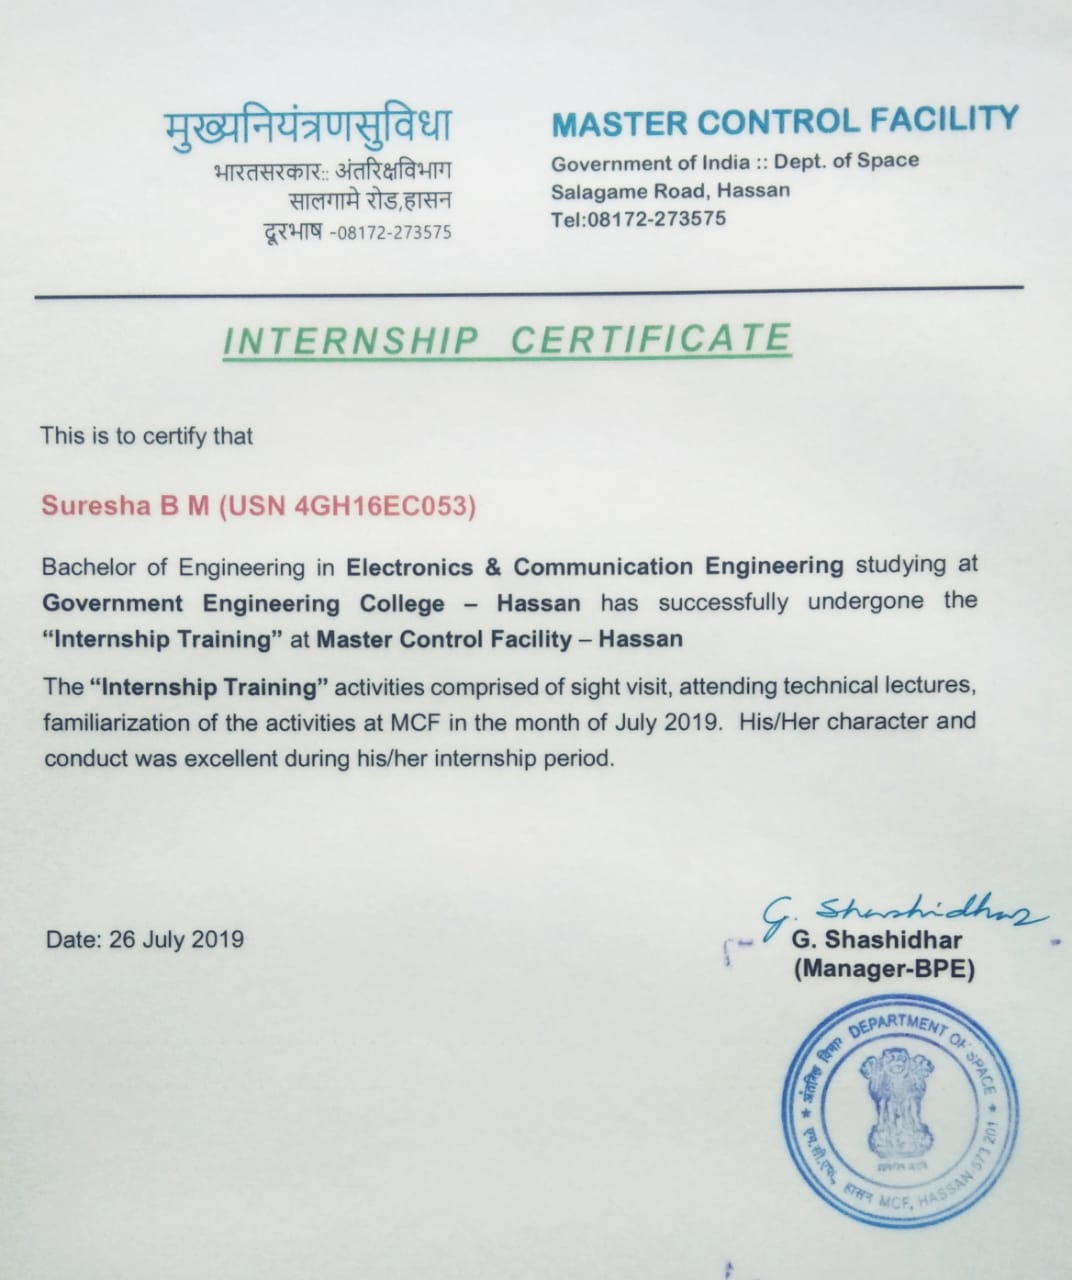 मुख्यनियंत्रणसुविधा
भारतसरकार:: अंतरिक्षविभाग
सालगामे रोड,हासन
दूरभाष -08172-273575
MASTER CONTROL FACILITY
Government of India :: Dept. of Space
Salagame Road, Hassan
Tel:08172-273575
INTERNSHIP CERTIFICATE
This is to certify that
Suresha B M (USN 4GH16EC053)
Bachelor of Engineering in Electronics & Communication Engineering studying at
Government Engineering College – Hassan has successfully undergone the
“Internship Training” at Master Control Facility – Hassan
The “Internship Training” activities comprised of sight visit, attending technical lectures,
familiarization of the activities at MCF in the month of July 2019. His/Her character and
conduct was excellent during his/her internship period.
Date: 26 July 2019
G. Shashidhar
G. Shashidhar
(Manager-BPE)
अंतरिक्ष विभाग DEPARTMENT OF SPACE
एम.सी.एफ. हासन MCF, HASSAN-573 201